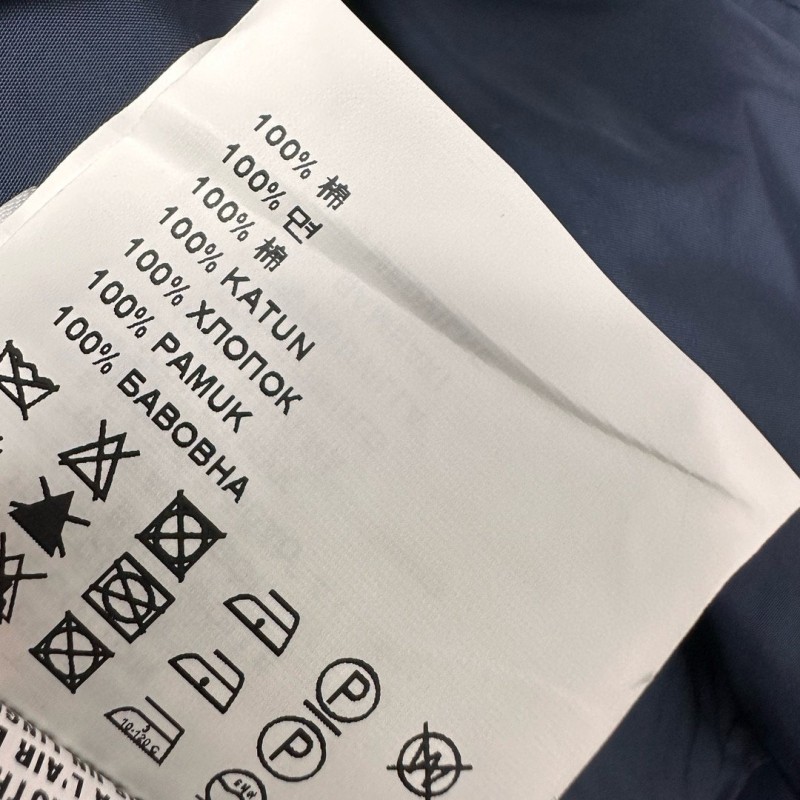 100% 棉
100% 면
100% 棉
100% KATUN
100% ХЛОПОК
100% PAMUK
100% БАВОВНА
P
P
W